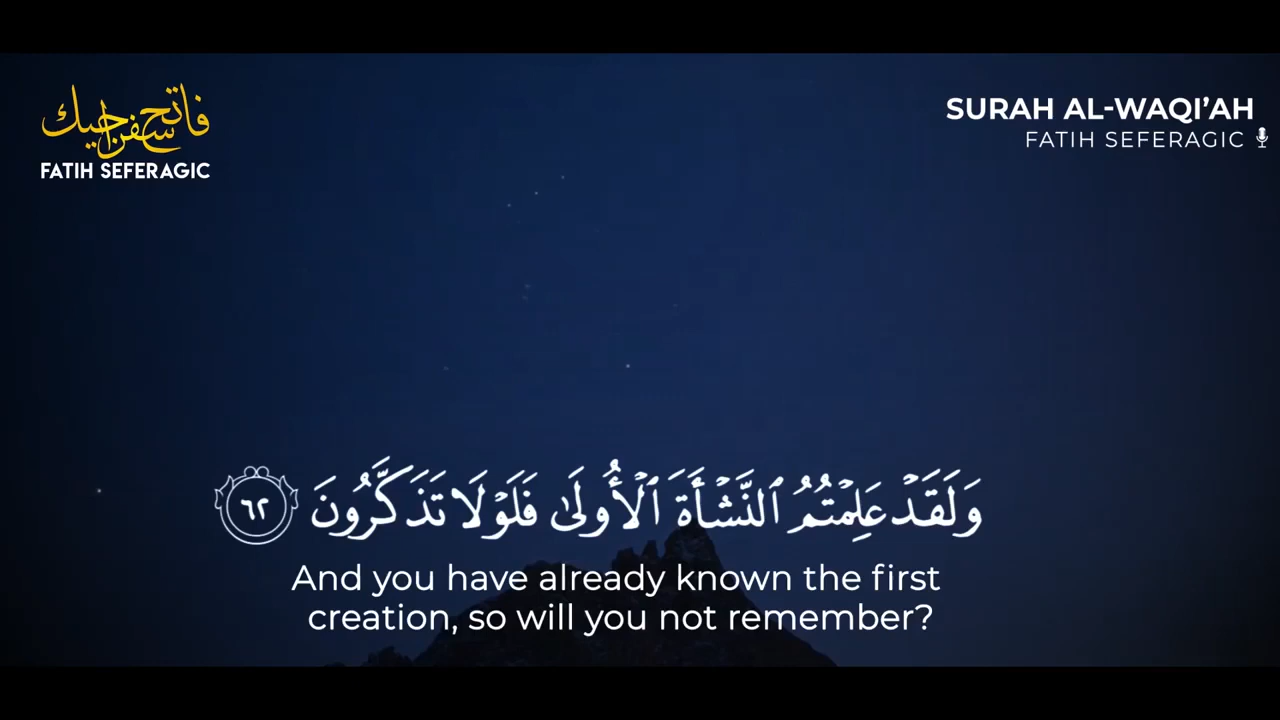 فاتح سفراجيك
FATIH SEFERAGIC
SURAH AL-WAQI’AH
FATIH SEFERAGIC
وَلَقَدْ عَلِمْتُمُ ٱلنَّشْأَةَ ٱلْأُولَىٰ فَلَوْلَا تَذَكَّرُونَ ٦٢
And you have already known the first
creation, so will you not remember?